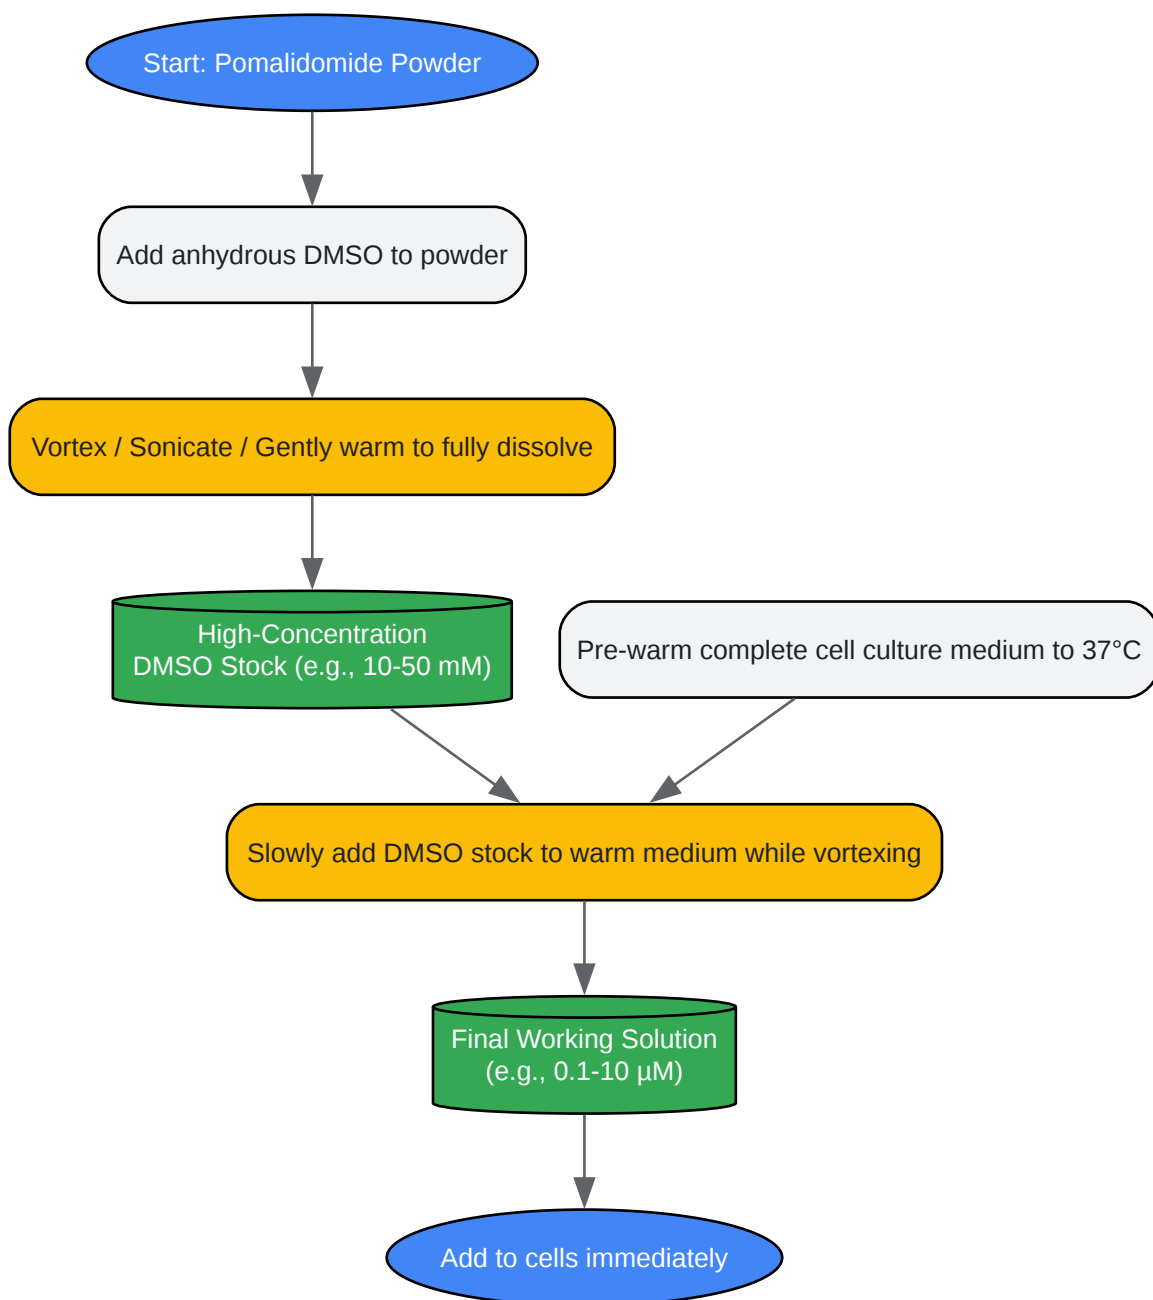 Start: Pomalidomide Powder
Add anhydrous DMSO to powder
Vortex / Sonicate / Gently warm to fully dissolve
High-Concentration
DMSO Stock (e.g., 10-50 mM)
Pre-warm complete cell culture medium to 37°C
Slowly add DMSO stock to warm medium while vortexing
Final Working Solution
(e.g., 0.1-10 µM)
Add to cells immediately